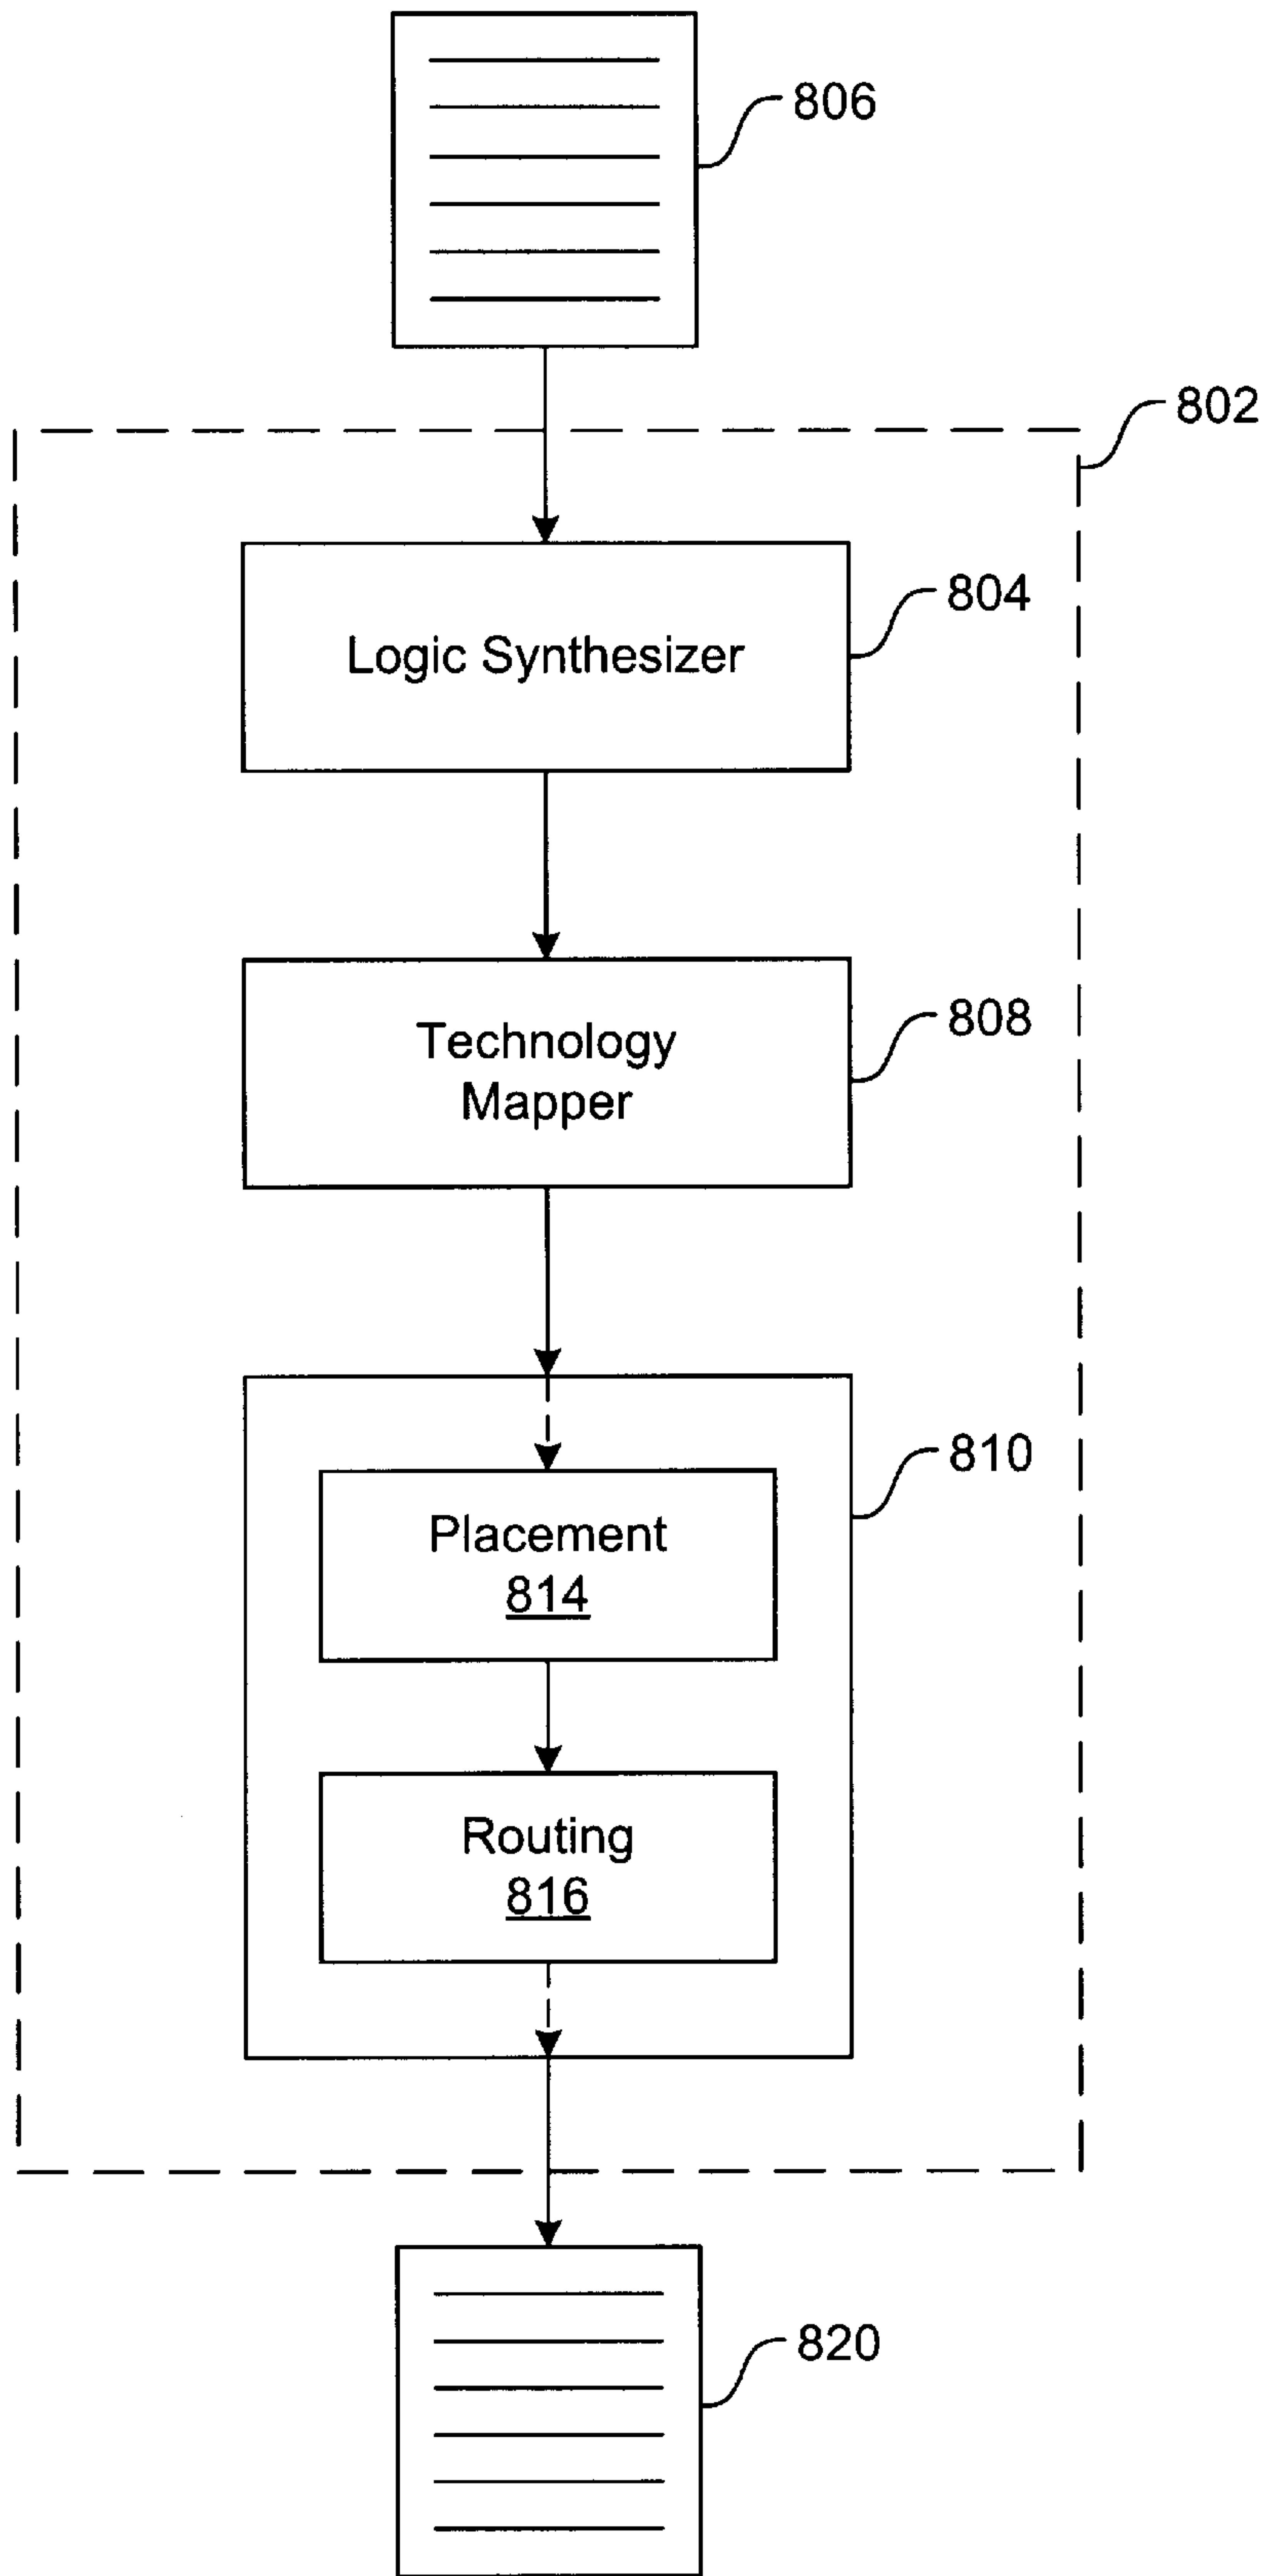 806
802
Logic Synthesizer
804
Technology
Mapper
808
810
Placement
814
Routing
816
820